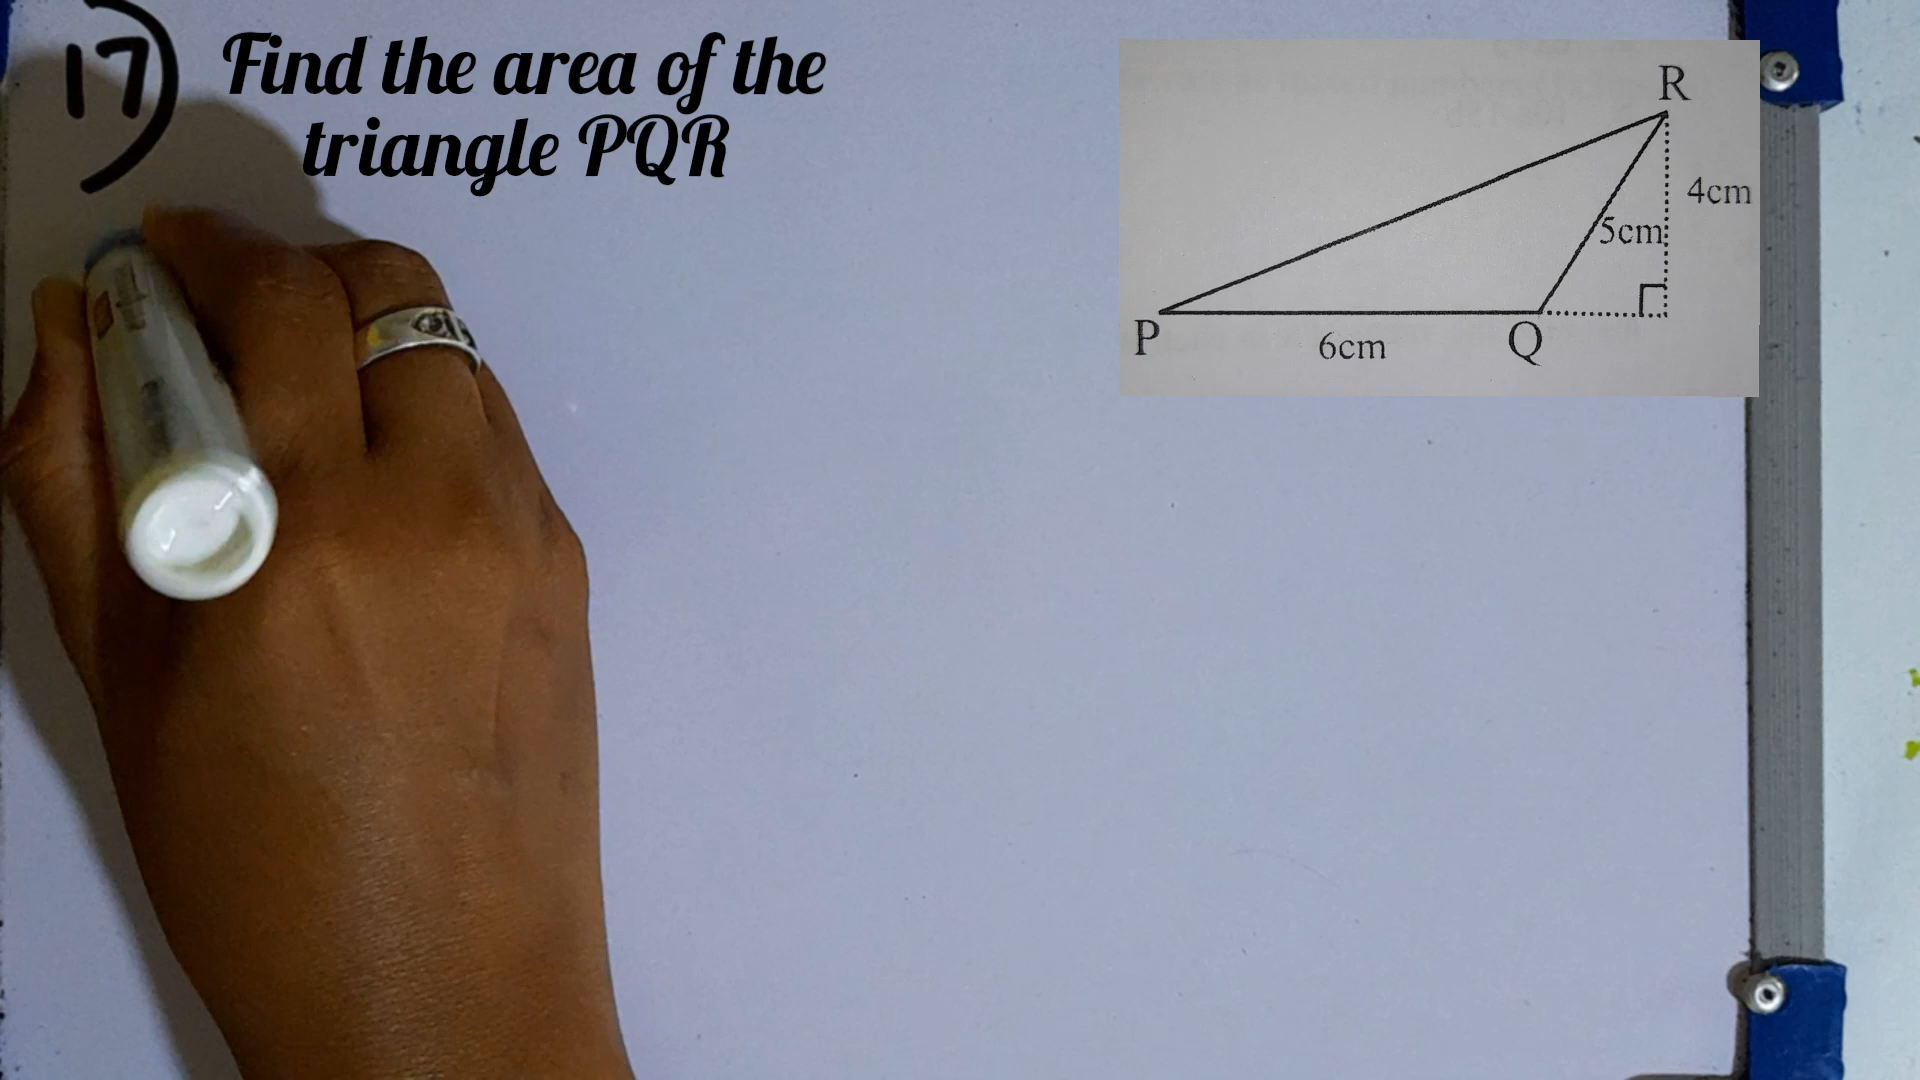 17)
Find the area of the
triangle PQR
R
4cm
5cm
P
6cm
Q